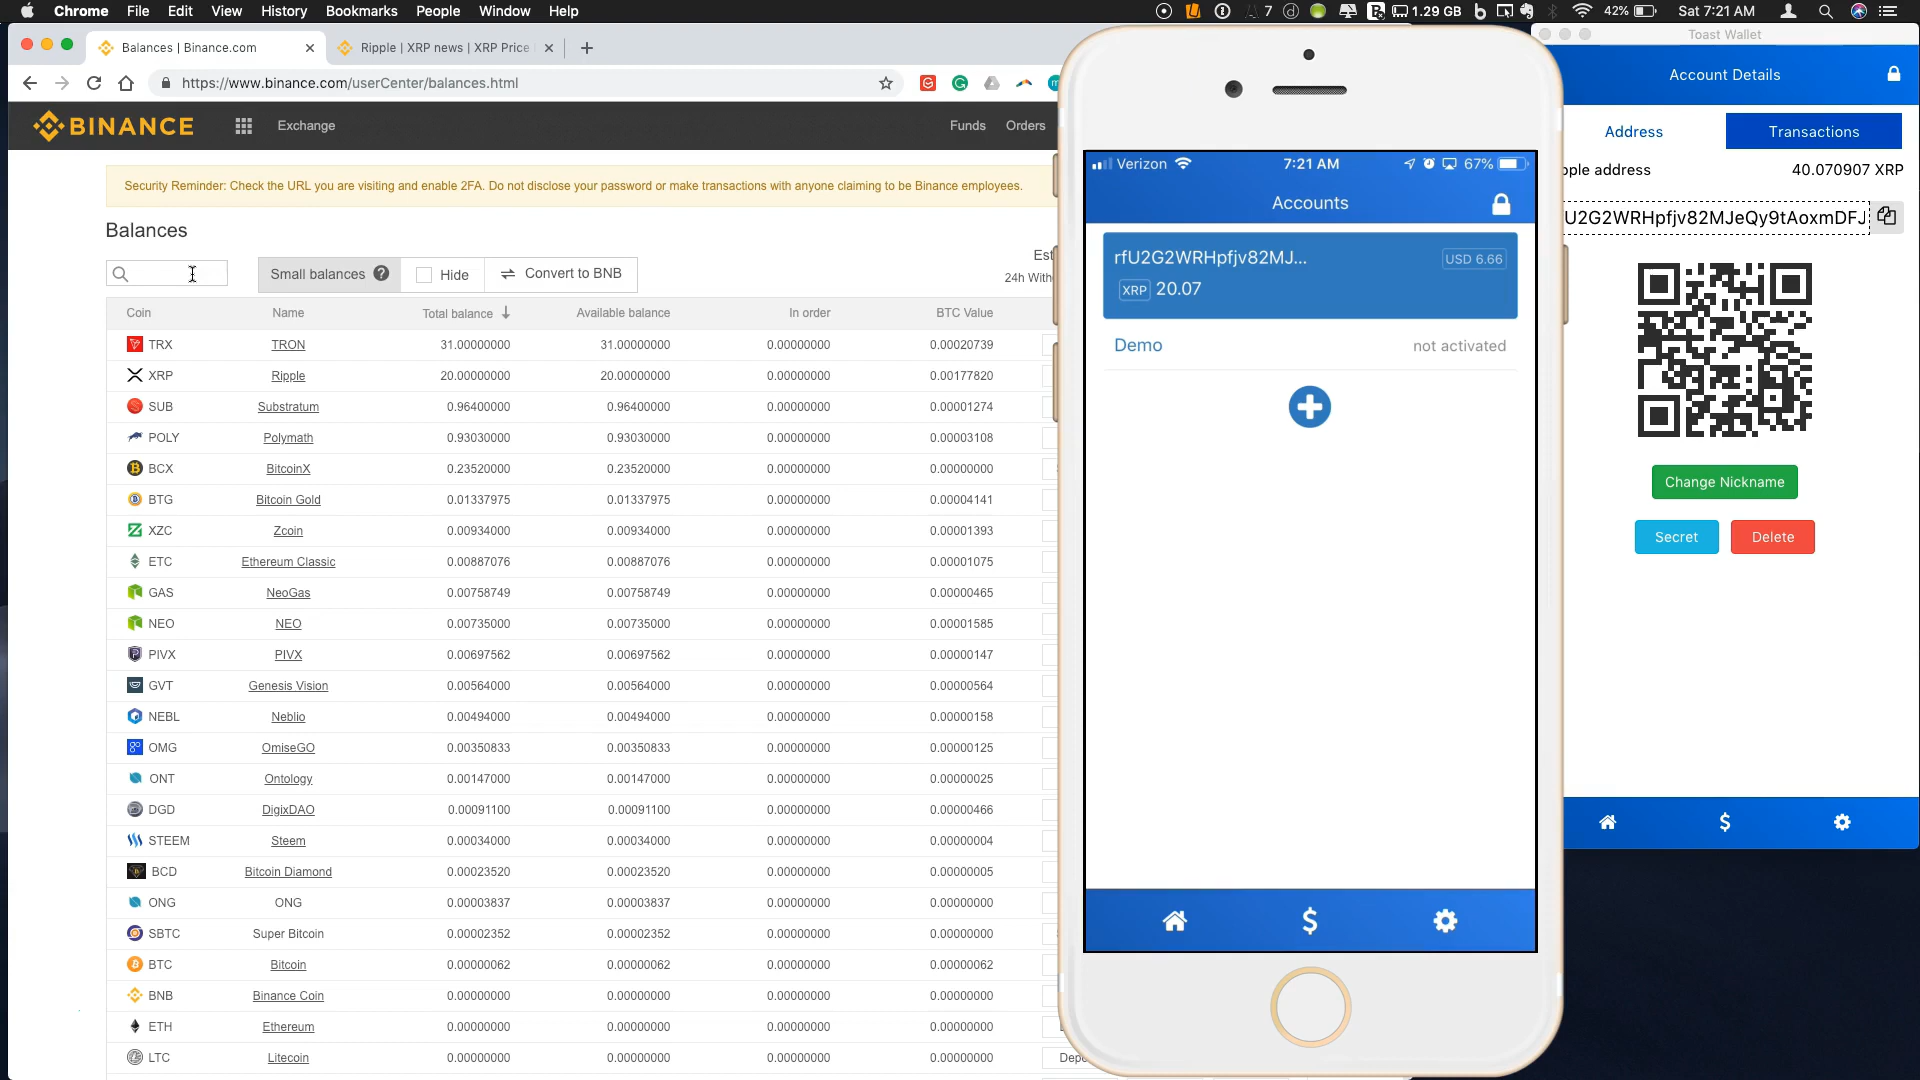 Chrome File Edit View History Bookmarks People Window Help
7 1.29 GB 42% Sat 7:21 AM
Balances | Binance.com
Ripple | XRP news | XRP Price
https://www.binance.com/userCenter/balances.html
BINANCE Exchange Funds Orders
Security Reminder: Check the URL you are visiting and enable 2FA. Do not disclose your password or make transactions with anyone claiming to be Binance employees.
Balances
Small balances ? Hide Convert to BNB
Est
24h With
Coin Name Total balance Available balance In order BTC Value
TRX TRON 31.00000000 31.00000000 0.00000000 0.00020739
XRP Ripple 20.00000000 20.00000000 0.00000000 0.00177820
SUB Substratum 0.96400000 0.96400000 0.00000000 0.00001274
POLY Polymath 0.93030000 0.93030000 0.00000000 0.00003108
BCX BitcoinX 0.23520000 0.23520000 0.00000000 0.00000000
BTG Bitcoin Gold 0.01337975 0.01337975 0.00000000 0.00004141
XZC Zcoin 0.00934000 0.00934000 0.00000000 0.00001393
ETC Ethereum Classic 0.00887076 0.00887076 0.00000000 0.00001075
GAS NeoGas 0.00758749 0.00758749 0.00000000 0.00000465
NEO NEO 0.00735000 0.00735000 0.00000000 0.00001585
PIVX PIVX 0.00697562 0.00697562 0.00000000 0.00000147
GVT Genesis Vision 0.00564000 0.00564000 0.00000000 0.00000564
NEBL Neblio 0.00494000 0.00494000 0.00000000 0.00000158
OMG OmiseGO 0.00350833 0.00350833 0.00000000 0.00000125
ONT Ontology 0.00147000 0.00147000 0.00000000 0.00000025
DGD DigixDAO 0.00091100 0.00091100 0.00000000 0.00000466
STEEM Steem 0.00034000 0.00034000 0.00000000 0.00000004
BCD Bitcoin Diamond 0.00023520 0.00023520 0.00000000 0.00000005
ONG ONG 0.00003837 0.00003837 0.00000000 0.00000000
SBTC Super Bitcoin 0.00002352 0.00002352 0.00000000 0.00000000
BTC Bitcoin 0.00000062 0.00000062 0.00000000 0.00000062
BNB Binance Coin 0.00000000 0.00000000 0.00000000 0.00000000
ETH Ethereum 0.00000000 0.00000000 0.00000000 0.00000000
LTC Litecoin 0.00000000 0.00000000 0.00000000 0.00000000
Depo
Verizon 7:21 AM 67%
Accounts
rfU2G2WRHpfjv82MJ... USD 6.66
XRP 20.07
Demo not activated
$
Toast Wallet
Account Details
Address Transactions
ple address 40.070907 XRP
U2G2WRHpfjv82MJeQy9tAoxmDFJ
Change Nickname
Secret Delete
$